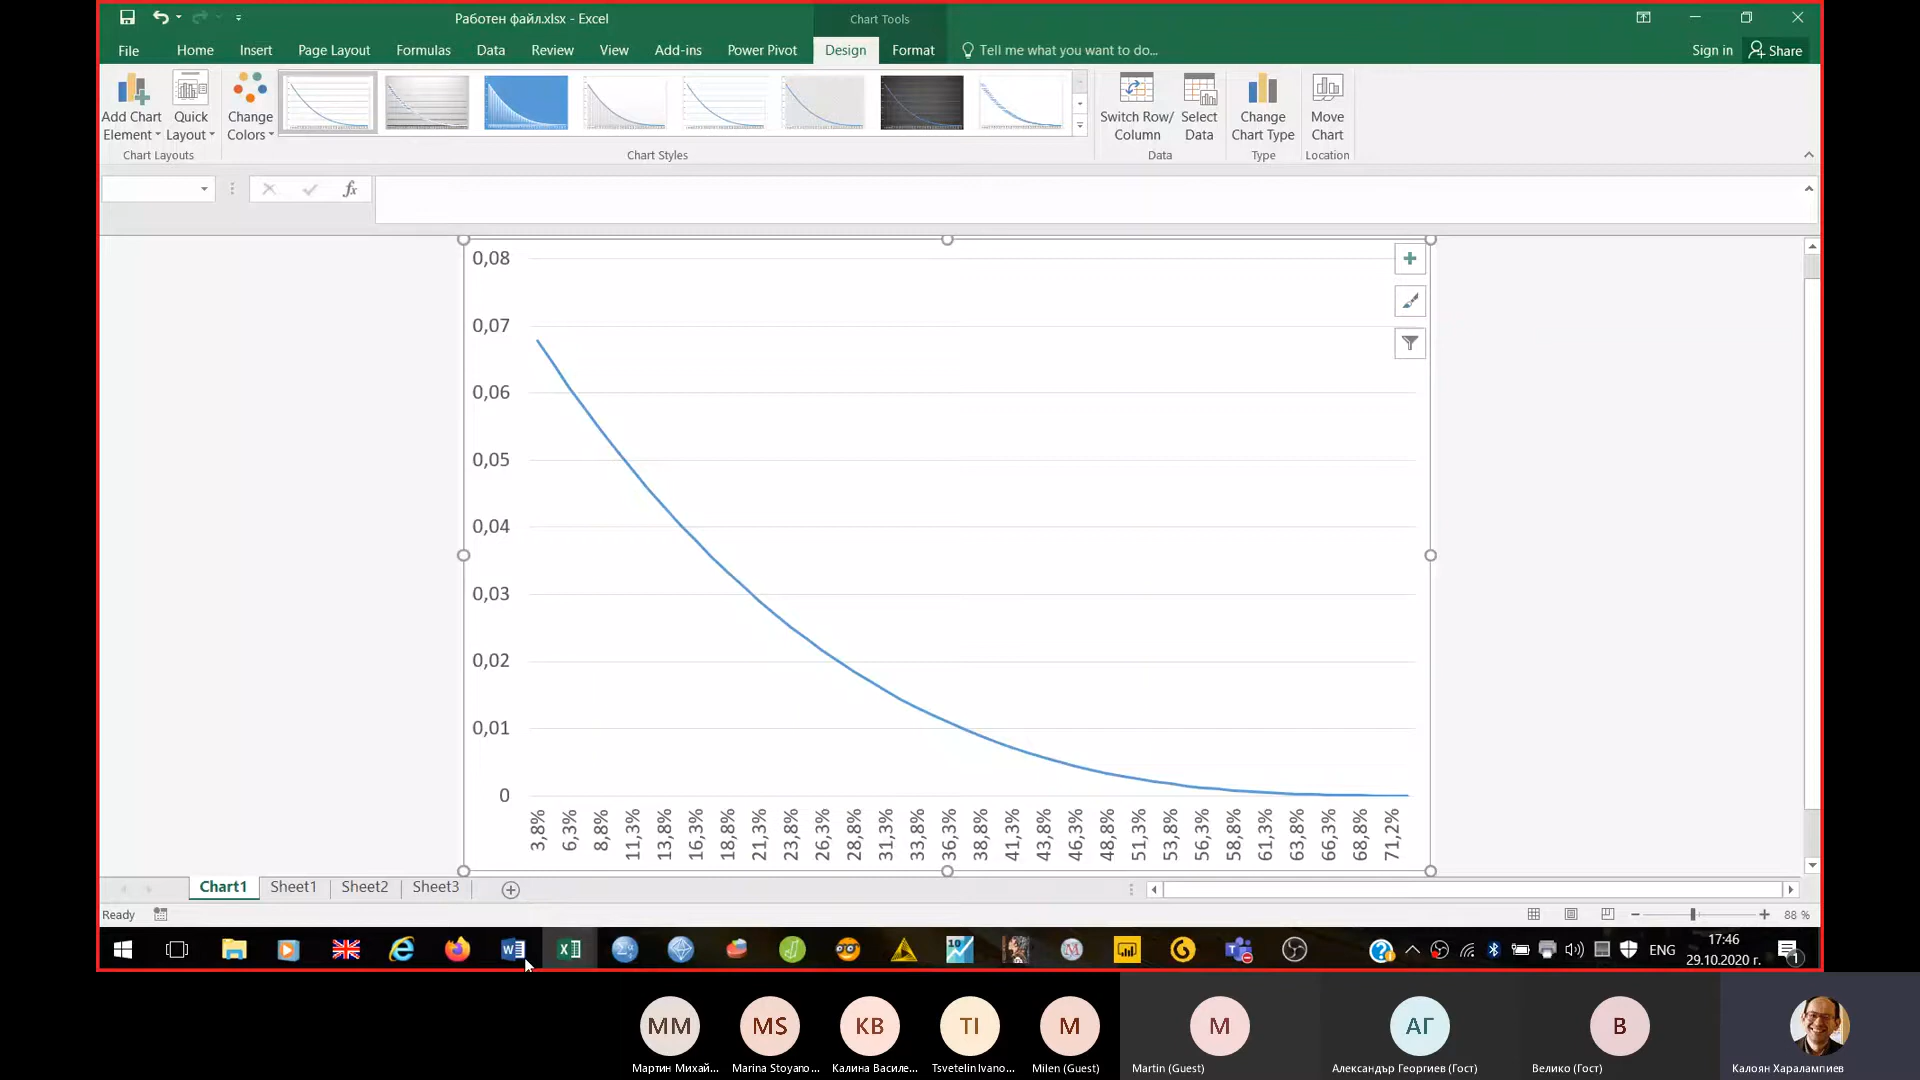 Работен файл.xlsx - Excel
Chart Tools
File Home Insert Page Layout Formulas Data Review View Add-ins Power Pivot Design Format Tell me what you want to do... Sign in Share
Add Chart Element
Quick Layout
Change Colors
Switch Row/ Column
Select Data
Change Chart Type
Move Chart
Chart Layouts
Chart Styles
Data
Type
Location
fx
0,08
0,07
0,06
0,05
0,04
0,03
0,02
0,01
0
3,8% 6,3% 8,8% 11,3% 13,8% 16,3% 18,8% 21,3% 23,8% 26,3% 28,8% 31,3% 33,8% 36,3% 38,8% 41,3% 43,8% 46,3% 48,8% 51,3% 53,8% 56,3% 58,8% 61,3% 63,8% 66,3% 68,8% 71,2%
Chart1 Sheet1 Sheet2 Sheet3
Ready
88 %
ENG
17:46
29.10.2020 г.
1
MM
MS
KB
TI
M
M
АГ
В
Мартин Михай...
Marina Stoyano...
Калина Василе...
Tsvetelin Ivano...
Milen (Guest)
Martin (Guest)
Александър Георгиев (Гост)
Велико (Гост)
Калоян Харалампиев